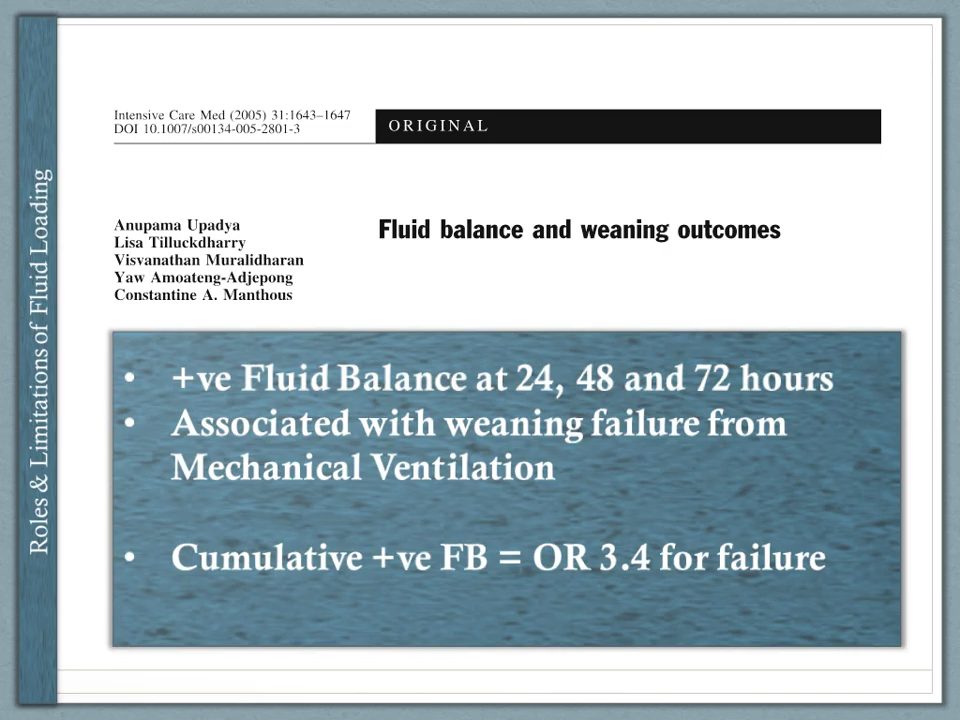 Roles & Limitations of Fluid Loading
Intensive Care Med (2005) 31:1643–1647
DOI 10.1007/s00134-005-2801-3
ORIGINAL
Anupama Upadya
Lisa Tilluckdharry
Visvanathan Muralidharan
Yaw Amoateng-Adjepong
Constantine A. Manthous
Fluid balance and weaning outcomes
• +ve Fluid Balance at 24, 48 and 72 hours
• Associated with weaning failure from
Mechanical Ventilation
• Cumulative +ve FB = OR 3.4 for failure